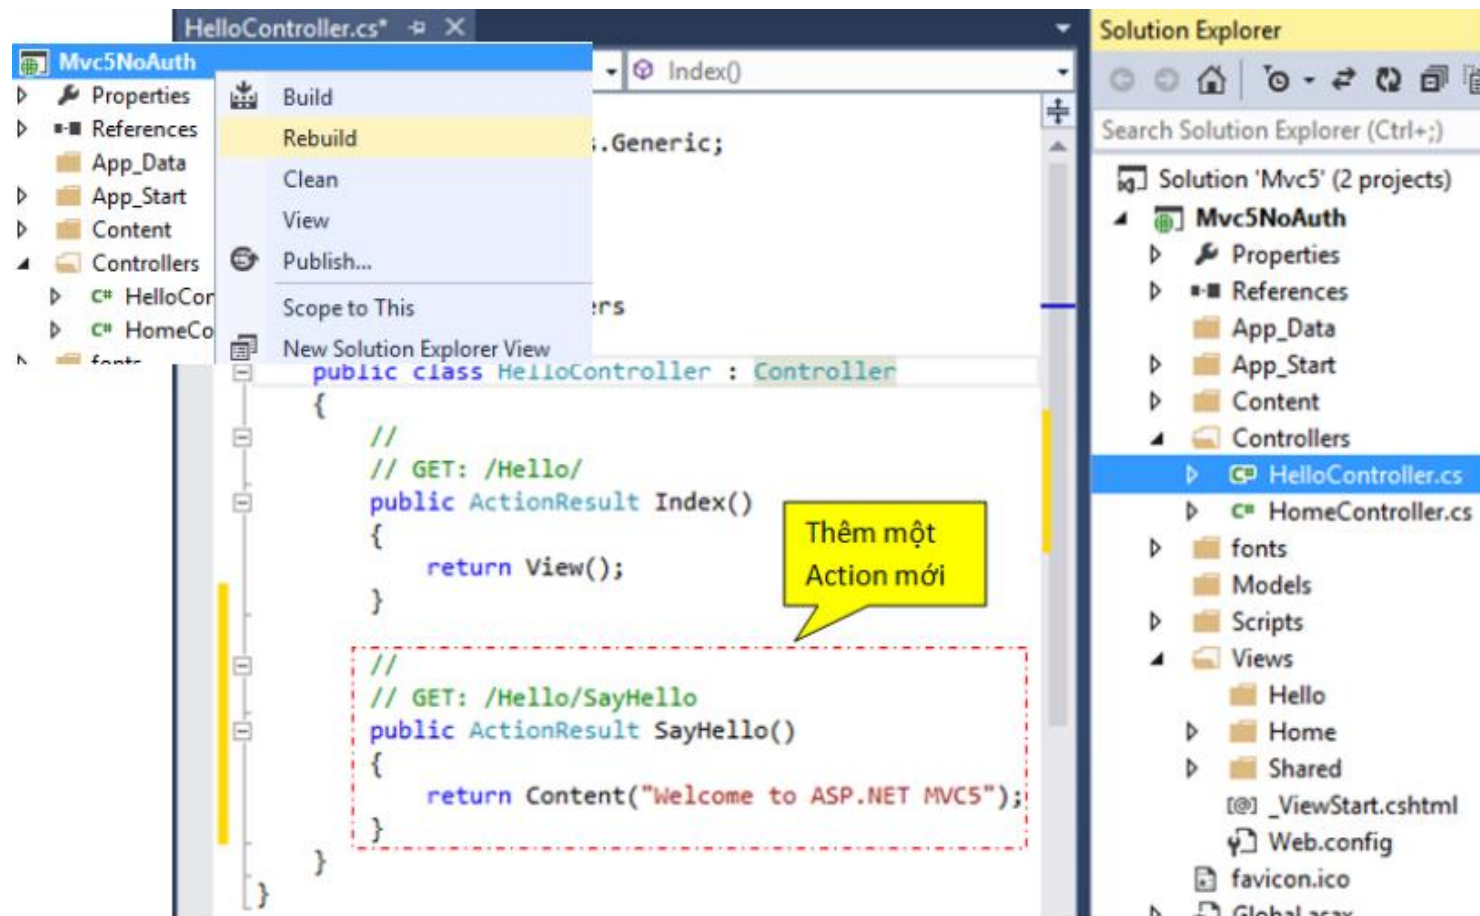 HelloController.cs*
Mvc5NoAuth
Properties
References
App_Data
App_Start
Content
Controllers
C# HelloCor
C# HomeCo
Build
Rebuild
Clean
View
Publish...
Scope to This
New Solution Explorer View
Index()
.Generic;
ers
public class HelloController : Controller
{
//
// GET: /Hello/
public ActionResult Index()
{
return View();
}
//
// GET: /Hello/SayHello
public ActionResult SayHello()
{
return Content("Welcome to ASP.NET MVC5");
}
}
}
Thêm một
Action mới
Solution Explorer
Search Solution Explorer (Ctrl+;)
Solution 'Mvc5' (2 projects)
Mvc5NoAuth
Properties
References
App_Data
App_Start
Content
Controllers
C# HelloController.cs
C# HomeController.cs
fonts
Models
Scripts
Views
Hello
Home
Shared
[@] _ViewStart.cshtml
Web.config
favicon.ico